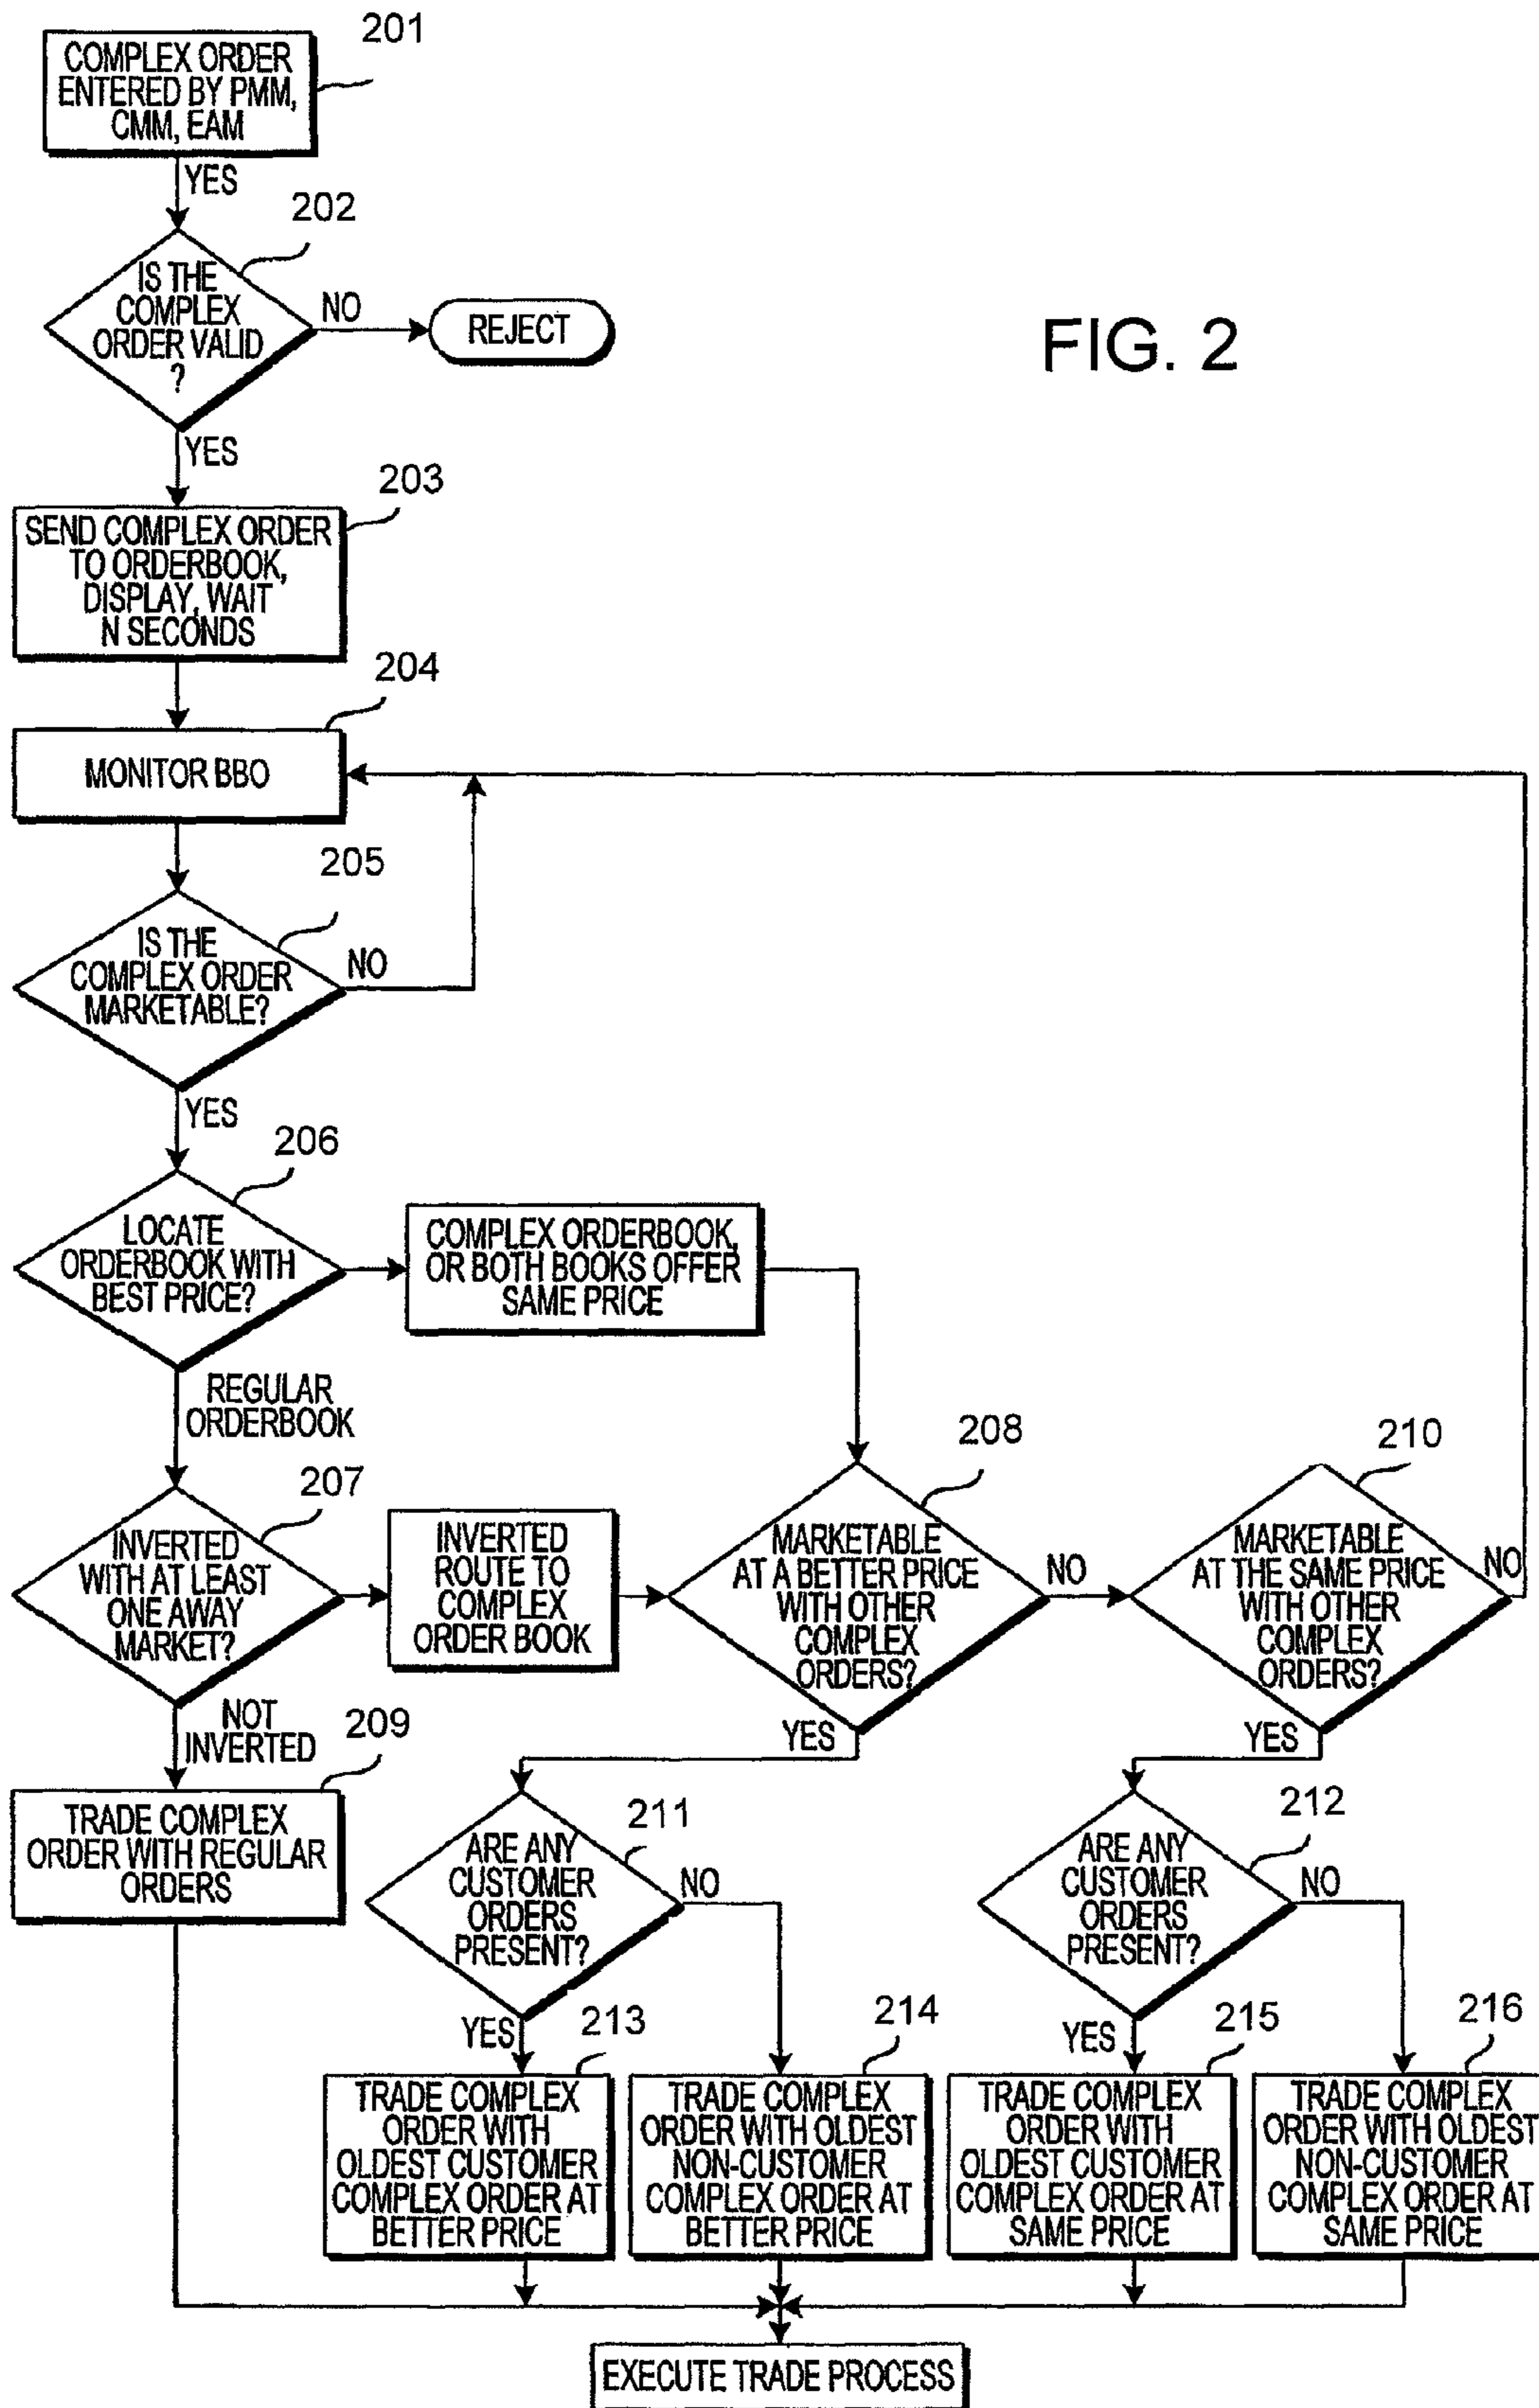 201
COMPLEX ORDER
ENTERED BY PMM,
CMM, EAM
YES
202
IS THE
COMPLEX
ORDER VALID
?
NO
REJECT
FIG. 2
YES
203
SEND COMPLEX ORDER
TO ORDERBOOK,
DISPLAY, WAIT
N SECONDS
204
MONITOR BBO
205
IS THE
COMPLEX ORDER
MARKETABLE?
NO
YES
206
LOCATE
ORDERBOOK WITH
BEST PRICE?
COMPLEX ORDERBOOK,
OR BOTH BOOKS OFFER
SAME PRICE
REGULAR
ORDERBOOK
207
INVERTED
WITH AT LEAST
ONE AWAY
MARKET?
INVERTED
ROUTE TO
COMPLEX
ORDER BOOK
208
MARKETABLE
AT A BETTER PRICE
WITH OTHER
COMPLEX
ORDERS?
NO
210
MARKETABLE
AT THE SAME PRICE
WITH OTHER
COMPLEX
ORDERS?
NO
NOT
INVERTED
209
TRADE COMPLEX
ORDER WITH REGULAR
ORDERS
YES
211
ARE ANY
CUSTOMER
ORDERS
PRESENT?
NO
YES
212
ARE ANY
CUSTOMER
ORDERS
PRESENT?
NO
YES
213
TRADE COMPLEX
ORDER WITH
OLDEST CUSTOMER
COMPLEX ORDER AT
BETTER PRICE
214
TRADE COMPLEX
ORDER WITH OLDEST
NON-CUSTOMER
COMPLEX ORDER AT
BETTER PRICE
YES
215
TRADE COMPLEX
ORDER WITH
OLDEST CUSTOMER
COMPLEX ORDER AT
SAME PRICE
216
TRADE COMPLEX
ORDER WITH OLDEST
NON-CUSTOMER
COMPLEX ORDER AT
SAME PRICE
EXECUTE TRADE PROCESS